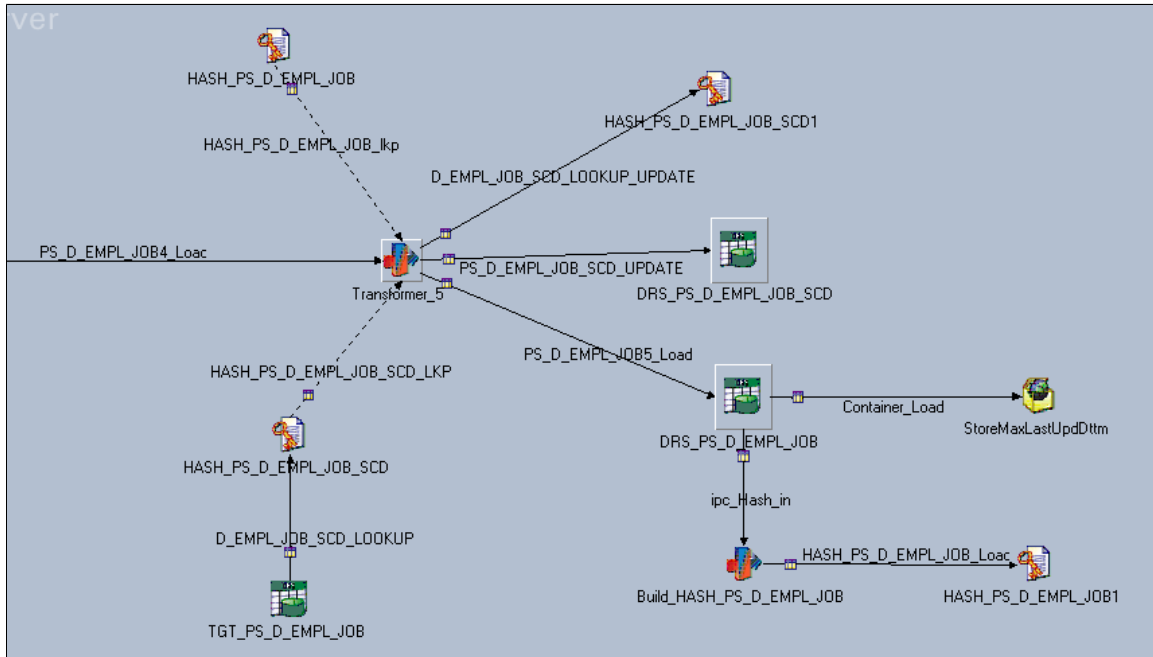 rver
HASH_PS_D_EMPL_JOB
HASH_PS_D_EMPL_JOB_SCD1
HASH_PS_D_EMPL_JOB_lkp
D_EMPL_JOB_SCD_LOOKUP_UPDATE
PS_D_EMPL_JOB4_Loac
PS_D_EMPL_JOB_SCD_UPDATE
Transformer_5
DRS_PS_D_EMPL_JOB_SCD
PS_D_EMPL_JOB5_Load
HASH_PS_D_EMPL_JOB_SCD_LKP
Container_Load
StoreMaxLastUpdDttm
DRS_PS_D_EMPL_JOB
HASH_PS_D_EMPL_JOB_SCD
ipc_Hash_in
D_EMPL_JOB_SCD_LOOKUP
HASH_PS_D_EMPL_JOB_Loac
Build_HASH_PS_D_EMPL_JOB
HASH_PS_D_EMPL_JOB1
TGT_PS_D_EMPL_JOB